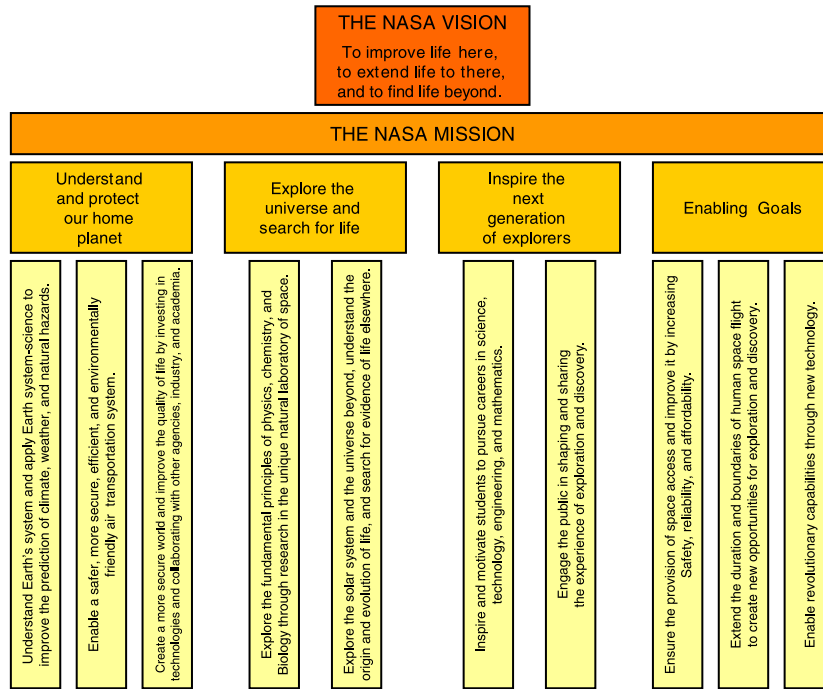 THE NASA VISION
To improve life here,
to extend life to there,
and to find life beyond.
THE NASA MISSION
Understand
and protect
our home
planet
Explore the
universe and
search for life
Inspire the
next
generation
of explorers
Enabling Goals
Understand Earth's system and apply Earth system-science to
improve the prediction of climate, weather, and natural hazards.
Enable a safer, more secure, efficient, and environmentally
friendly air transportation system.
Create a more secure world and improve the quality of life by investing in
technologies and collaborating with other agencies, industry, and academia.
Explore the fundamental principles of physics, chemistry, and
Biology through research in the unique natural laboratory of space.
Explore the solar system and the universe beyond, understand the
origin and evolution of life, and search for evidence of life elsewhere.
Inspire and motivate students to pursue careers in science,
technology, engineering, and mathematics.
Engage the public in shaping and sharing
the experience of exploration and discovery.
Ensure the provision of space access and improve it by increasing
Safety, reliability, and affordability.
Extend the duration and boundaries of human space flight
to create new opportunities for exploration and discovery.
Enable revolutionary capabilities through new technology.